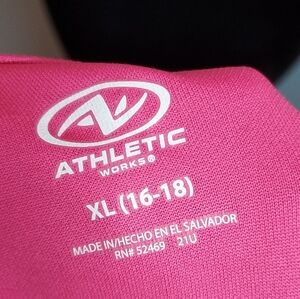 ATHLETIC
WORKS®
XL (16-18)
MADE IN/HECHO EN EL SALVADOR
RN# 52469 21U